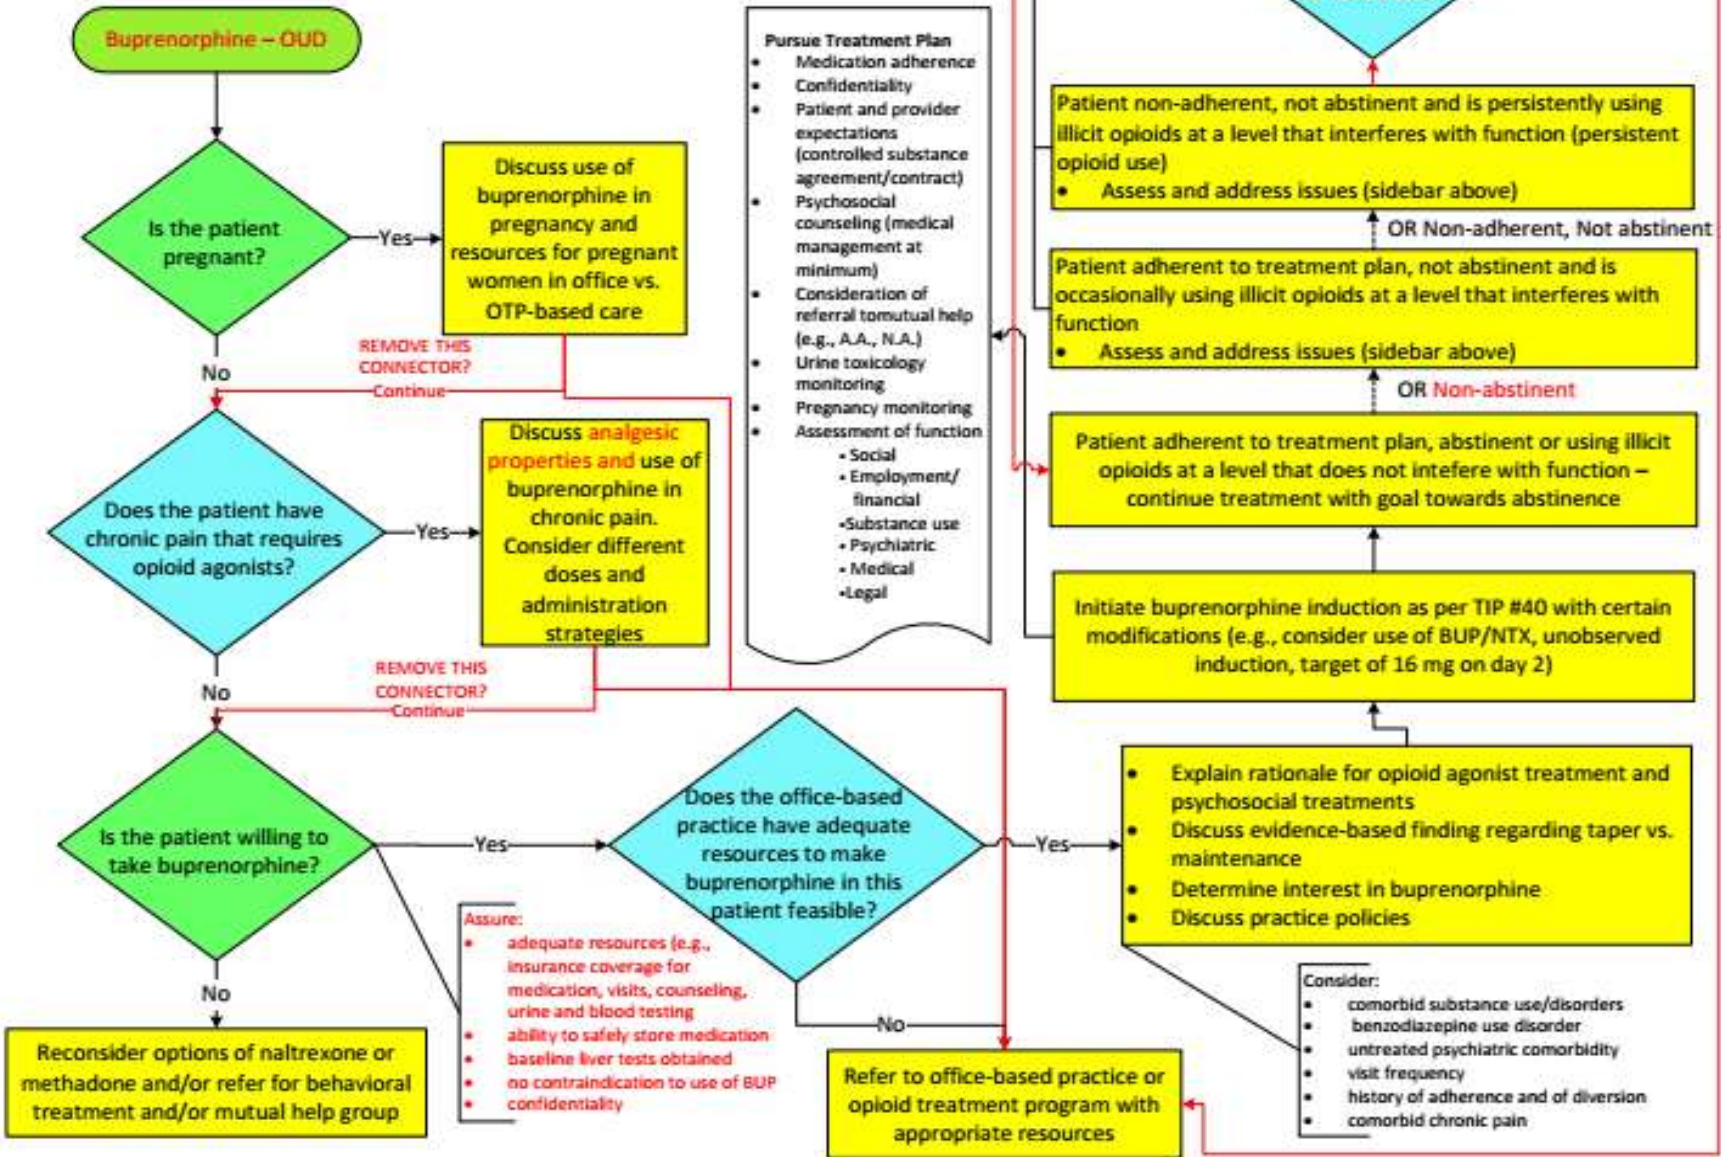 Buprenorphine – OUD
Is the patient
pregnant?
Yes
Discuss use of
buprenorphine in
pregnancy and
resources for pregnant
women in office vs.
OTP-based care
No
REMOVE THIS
CONNECTOR?
Continue
Does the patient have
chronic pain that requires
opioid agonists?
Yes
Discuss analgesic
properties and use of
buprenorphine in
chronic pain.
Consider different
doses and
administration
strategies
No
REMOVE THIS
CONNECTOR?
Continue
Is the patient willing to
take buprenorphine?
No
Reconsider options of naltrexone or
methadone and/or refer for behavioral
treatment and/or mutual help group
Yes
Assure:
• adequate resources (e.g.,
insurance coverage for
medication, visits, counseling,
urine and blood testing
• ability to safely store medication
• baseline liver tests obtained
• no contraindication to use of BUP
• confidentiality
Does the office-based
practice have adequate
resources to make
buprenorphine in this
patient feasible?
No
Refer to office-based practice or
opioid treatment program with
appropriate resources
Yes
• Explain rationale for opioid agonist treatment and
psychosocial treatments
• Discuss evidence-based finding regarding taper vs.
maintenance
• Determine interest in buprenorphine
• Discuss practice policies
Consider:
• comorbid substance use/disorders
• benzodiazepine use disorder
• untreated psychiatric comorbidity
• visit frequency
• history of adherence and of diversion
• comorbid chronic pain
Initiate buprenorphine induction as per TIP #40 with certain
modifications (e.g., consider use of BUP/NTX, unobserved
induction, target of 16 mg on day 2)
Pursue Treatment Plan
• Medication adherence
• Confidentiality
• Patient and provider
expectations
(controlled substance
agreement/contract)
• Psychosocial
counseling (medical
management at
minimum)
• Consideration of
referral tomutual help
(e.g., A.A., N.A.)
• Urine toxicology
monitoring
• Pregnancy monitoring
• Assessment of function
• Social
• Employment/
financial
•Substance use
• Psychiatric
• Medical
•Legal
Patient adherent to treatment plan, abstinent or using illicit
opioids at a level that does not intefere with function –
continue treatment with goal towards abstinence
OR Non-abstinent
Patient adherent to treatment plan, not abstinent and is
occasionally using illicit opioids at a level that interferes with
function
• Assess and address issues (sidebar above)
OR Non-adherent, Not abstinent
Patient non-adherent, not abstinent and is persistently using
illicit opioids at a level that interferes with function (persistent
opioid use)
• Assess and address issues (sidebar above)